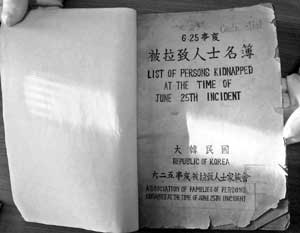 6·25事変
被拉致人士名簿
LIST OF PERSONS KIDNAPPED
AT THE TIME OF
JUNE 25TH INCIDENT
大韓民國
REPUBLIC OF KOREA
六二五事変被拉致人士家族會
ASSOCIATION OF FAMILIES OF PERSONS
KIDNAPPED AT THE TIME OF JUNE 25TH INCIDENT